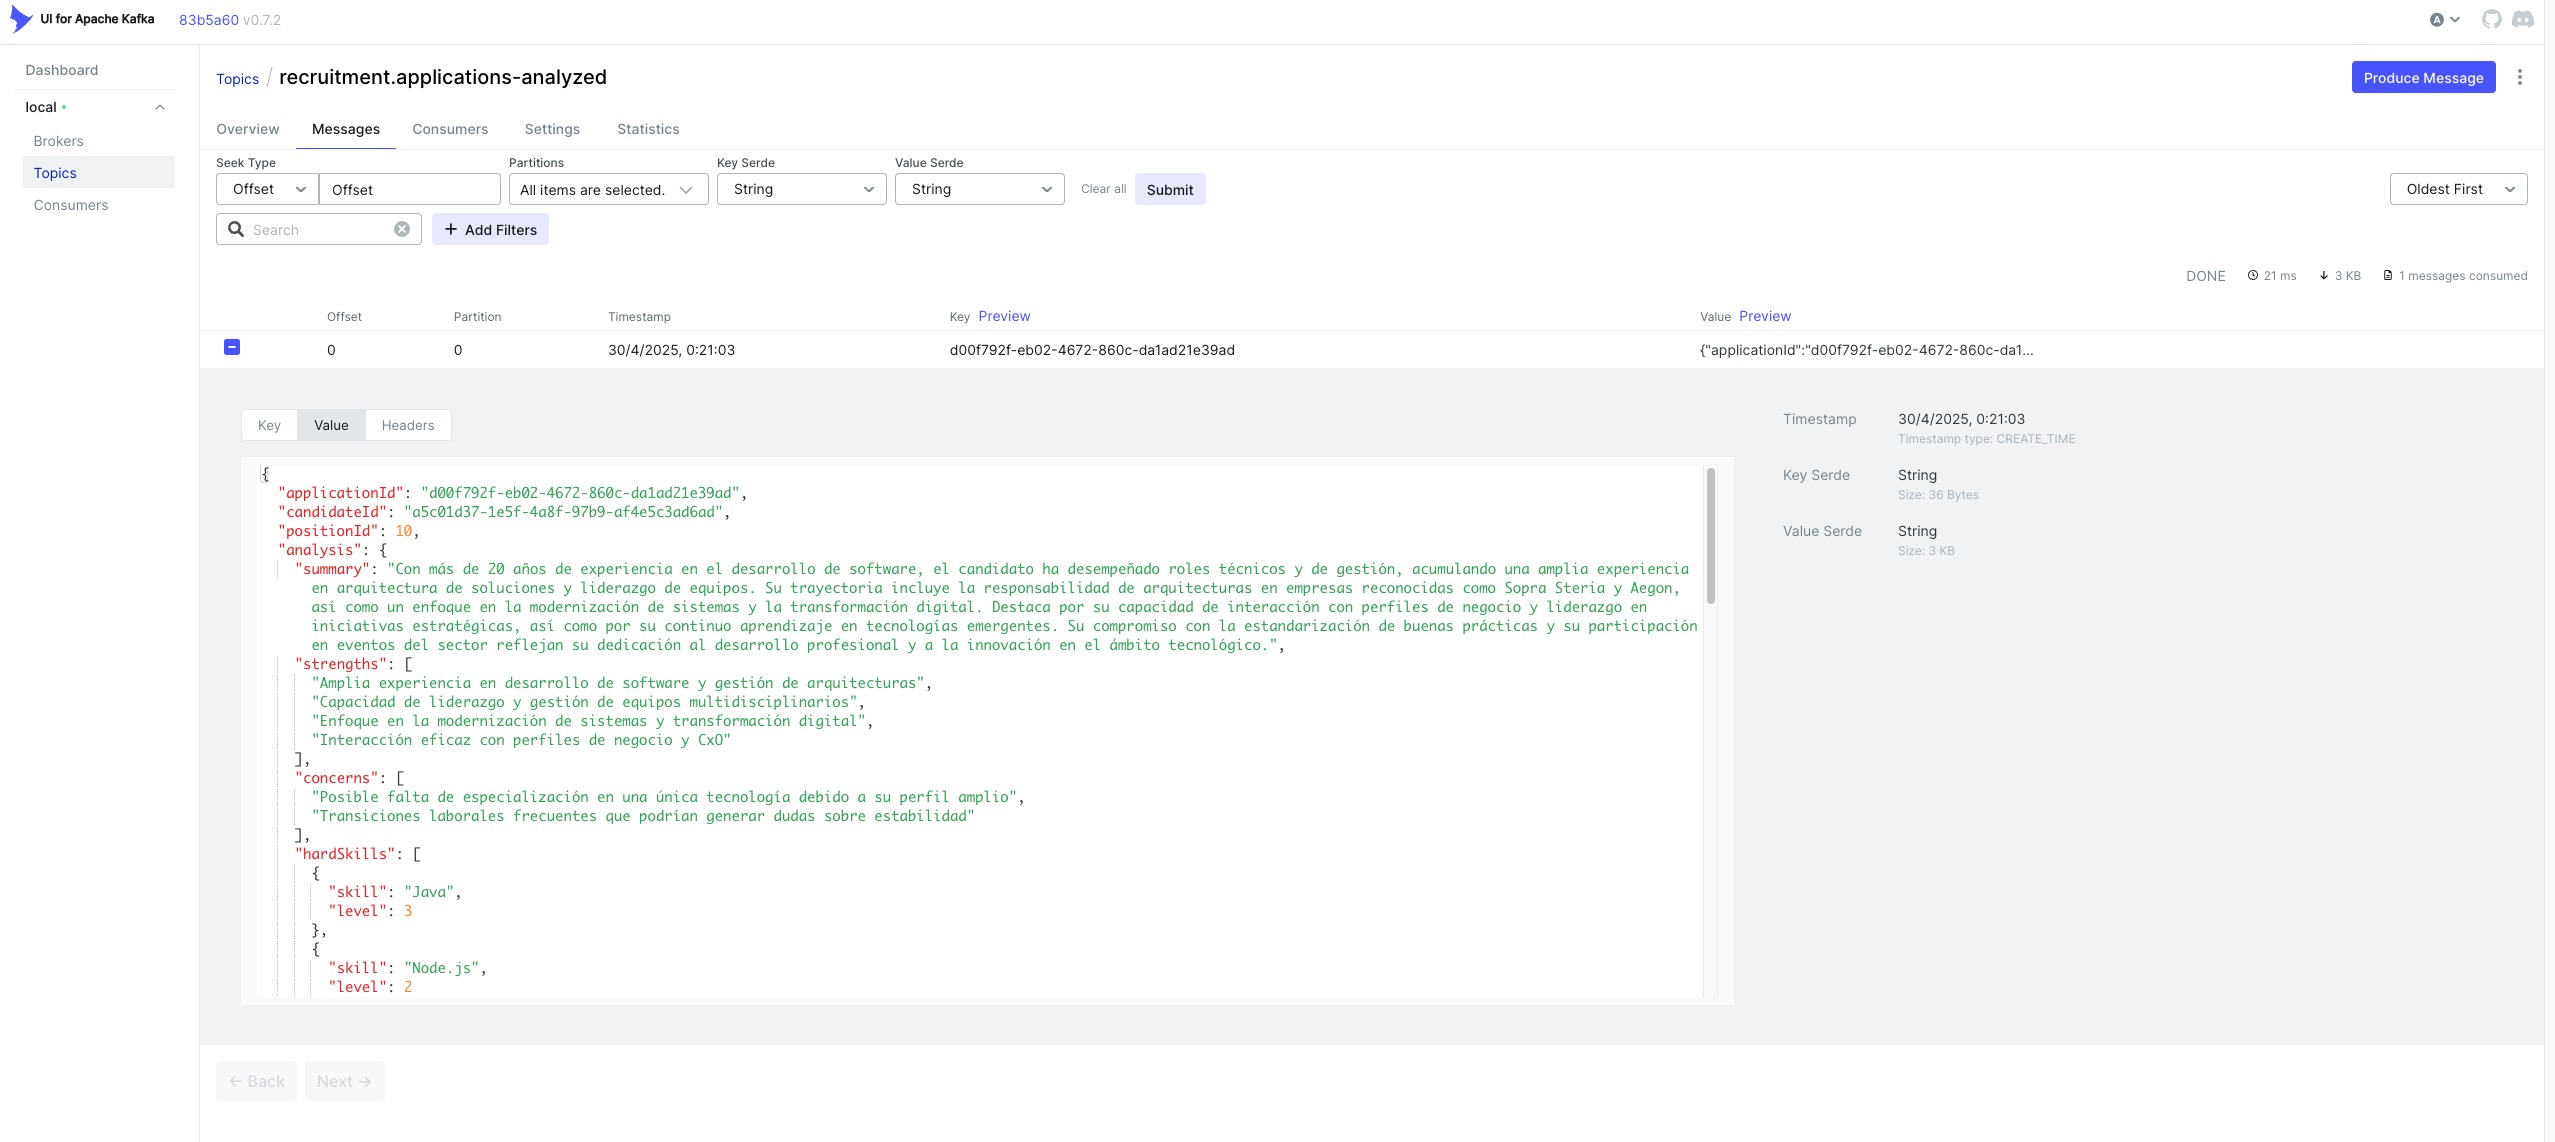 UI for Apache Kafka 83b5a60 v0.7.2
A
Dashboard
local
Brokers
Topics
Consumers
Topics / recruitment.applications-analyzed
Produce Message
Overview Messages Consumers Settings Statistics
Seek Type Partitions Key Serde Value Serde
Offset Offset All items are selected. String String Clear all Submit Oldest First
Search + Add Filters
DONE 21 ms 3 KB 1 messages consumed
Offset Partition Timestamp Key Preview Value Preview
0 0 30/4/2025, 0:21:03 d00f792f-eb02-4672-860c-da1ad21e39ad {"applicationId":"d00f792f-eb02-4672-860c-da1...
Key Value Headers
{
"applicationId": "d00f792f-eb02-4672-860c-da1ad21e39ad",
"candidateId": "a5c01d37-1e5f-4a8f-97b9-af4e5c3ad6ad",
"positionId": 10,
"analysis": {
"summary": "Con más de 20 años de experiencia en el desarrollo de software, el candidato ha desempeñado roles técnicos y de gestión, acumulando una amplia experiencia
en arquitectura de soluciones y liderazgo de equipos. Su trayectoria incluye la responsabilidad de arquitecturas en empresas reconocidas como Sopra Steria y Aegon,
así como un enfoque en la modernización de sistemas y la transformación digital. Destaca por su capacidad de interacción con perfiles de negocio y liderazgo en
iniciativas estratégicas, así como por su continuo aprendizaje en tecnologías emergentes. Su compromiso con la estandarización de buenas prácticas y su participación
en eventos del sector reflejan su dedicación al desarrollo profesional y a la innovación en el ámbito tecnológico.",
"strengths": [
"Amplia experiencia en desarrollo de software y gestión de arquitecturas",
"Capacidad de liderazgo y gestión de equipos multidisciplinarios",
"Enfoque en la modernización de sistemas y transformación digital",
"Interacción eficaz con perfiles de negocio y CxO"
],
"concerns": [
"Posible falta de especialización en una única tecnología debido a su perfil amplio",
"Transiciones laborales frecuentes que podrían generar dudas sobre estabilidad"
],
"hardSkills": [
{
"skill": "Java",
"level": 3
},
{
"skill": "Node.js",
"level": 2
Timestamp 30/4/2025, 0:21:03
Timestamp type: CREATE_TIME
Key Serde String
Size: 36 Bytes
Value Serde String
Size: 3 KB
← Back Next →